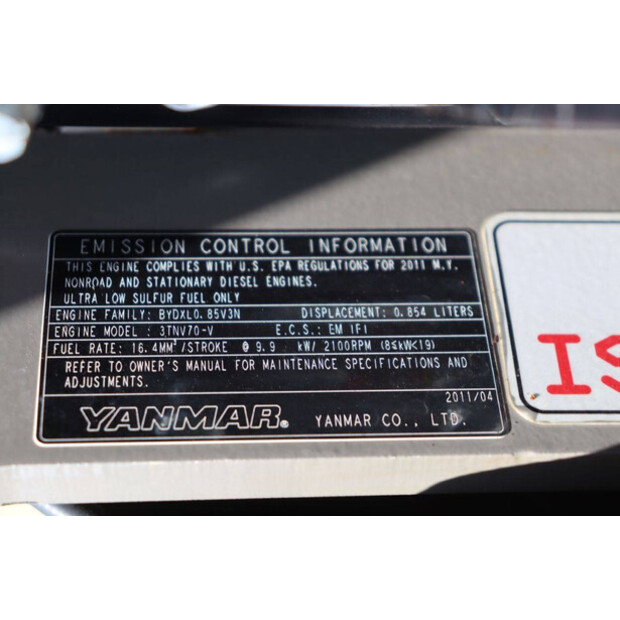 EMISSION CONTROL INFORMATION
THIS ENGINE COMPLIES WITH U.S. EPA REGULATIONS FOR 2011 M.Y.
NONROAD AND STATIONARY DIESEL ENGINES.
ULTRA LOW SULFUR FUEL ONLY
ENGINE FAMILY: BYDXL0.85V3N DISPLACEMENT: 0.854 LITERS
ENGINE MODEL : 3TNV70-V E.C.S.: EM IFI
FUEL RATE: 16.4MM³/STROKE @ 9.9 kW/ 2100RPM (8≤kW<19)
REFER TO OWNER'S MANUAL FOR MAINTENANCE SPECIFICATIONS AND
ADJUSTMENTS.
2011/04
YANMAR® YANMAR CO., LTD.
IS